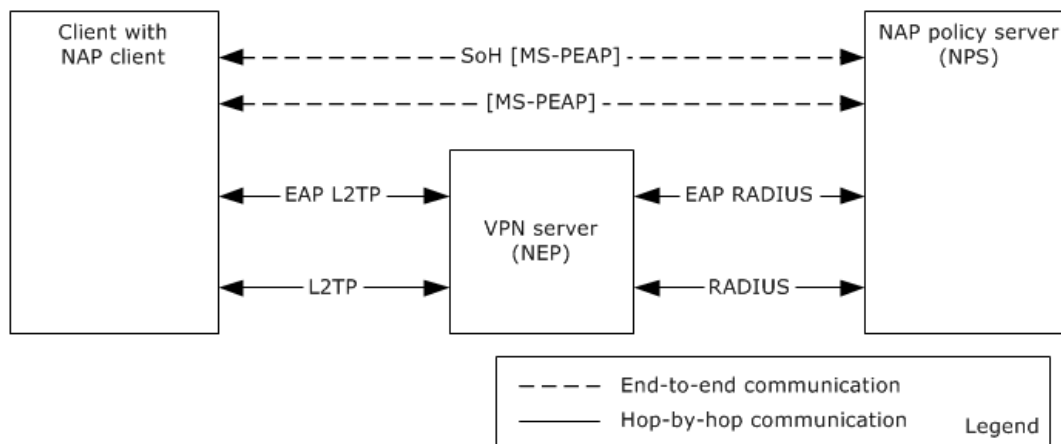 Client with
NAP client
NAP policy server
(NPS)
SoH [MS-PEAP]
[MS-PEAP]
EAP L2TP
EAP RADIUS
VPN server
(NEP)
L2TP
RADIUS
End-to-end communication
Hop-by-hop communication
Legend